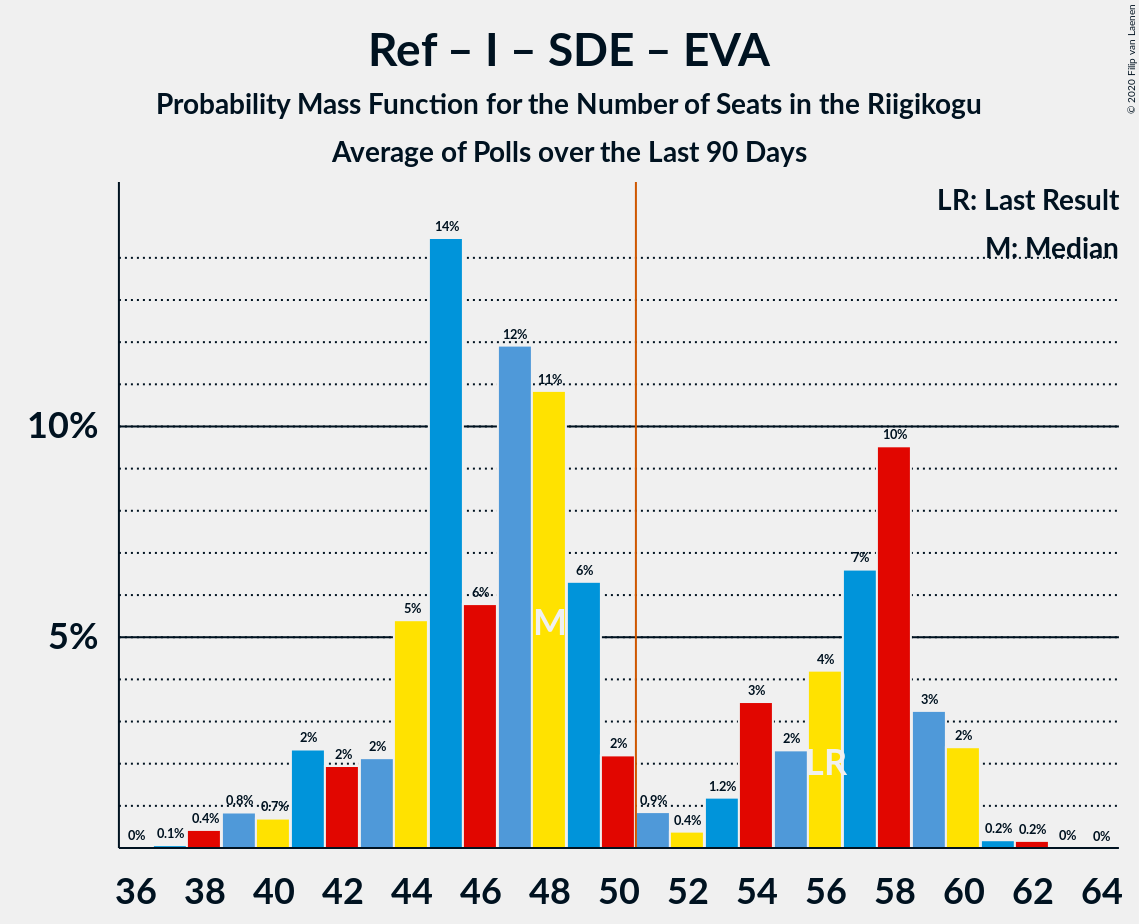 Ref – I – SDE – EVA
Probability Mass Function for the Number of Seats in the Riigikogu
Average of Polls over the Last 90 Days
© 2020 Filip van Laenen
LR: Last Result
M: Median
10%
5%
0% 0.1% 0.4% 0.8% 0.7% 2% 2% 2% 5% 14% 6% 12% 11% 6% 2% 0.9% 0.4% 1.2% 3% 2% 4% 7% 10% 3% 2% 0.2% 0.2% 0% 0%
M
LR
36 38 40 42 44 46 48 50 52 54 56 58 60 62 64